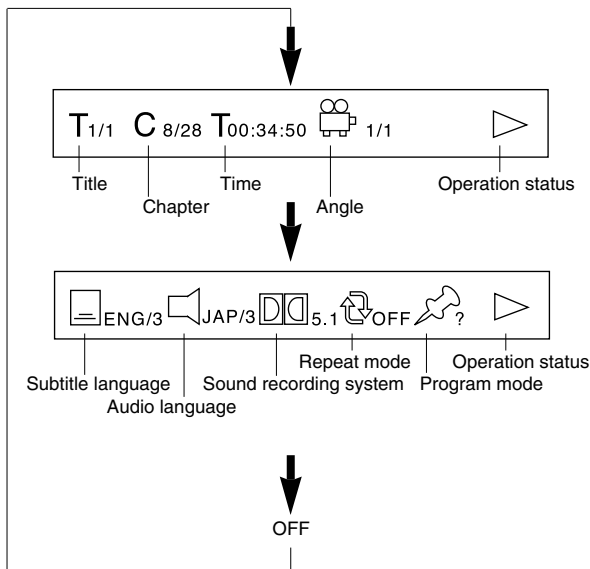 T1/1 C 8/28 T00:34:50 1/1
Title Time Operation status
Chapter Angle
ENG/3 JAP/3 5.1 OFF ?
Repeat mode Operation status
Subtitle language Sound recording system Program mode
Audio language
OFF